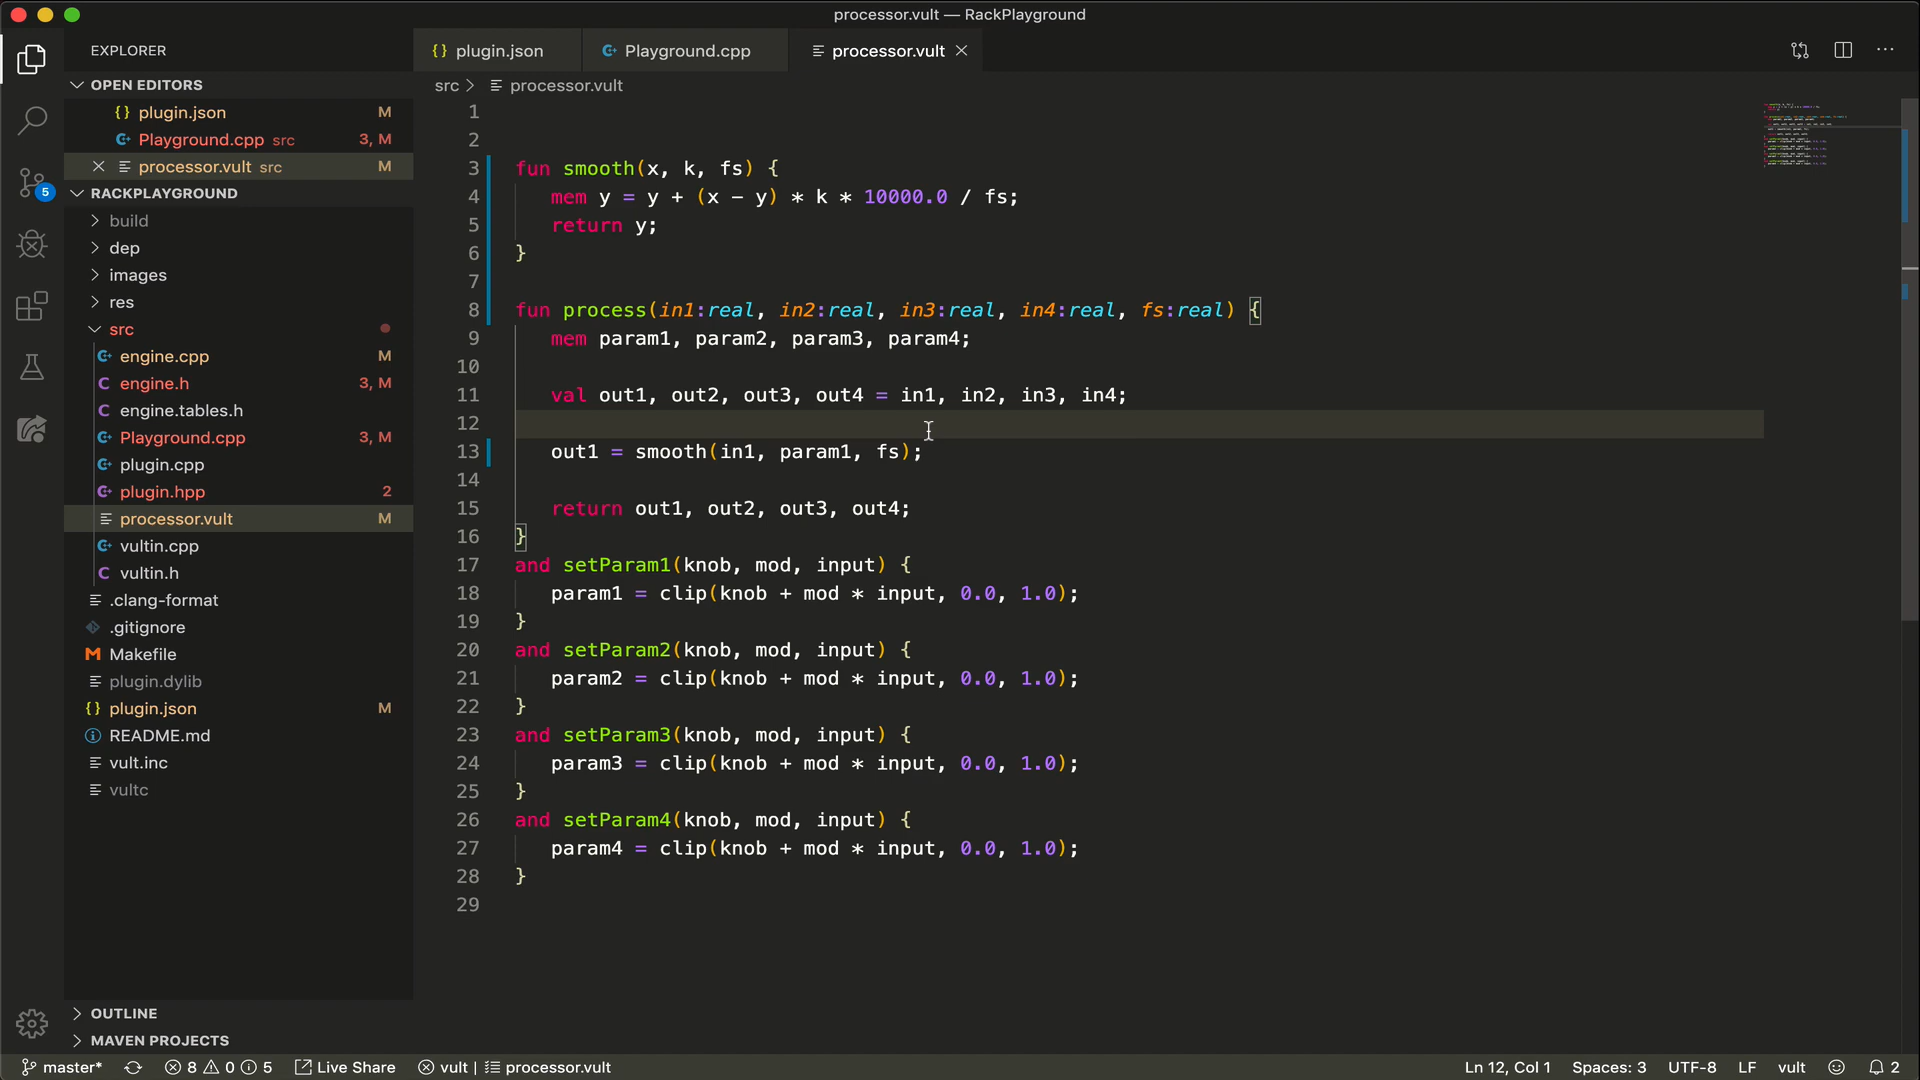 processor.vult — RackPlayground
EXPLORER
{} plugin.json
Playground.cpp
processor.vult
OPEN EDITORS
{} plugin.json M
Playground.cpp src 3, M
processor.vult src M
RACKPLAYGROUND
build
dep
images
res
src
engine.cpp M
C engine.h 3, M
C engine.tables.h
Playground.cpp 3, M
plugin.cpp
plugin.hpp 2
processor.vult M
vultin.cpp
C vultin.h
.clang-format
.gitignore
M Makefile
plugin.dylib
{} plugin.json M
README.md
vult.inc
vultc
OUTLINE
MAVEN PROJECTS
5
src > processor.vult
1
2
3 fun smooth(x, k, fs) {
4 mem y = y + (x - y) * k * 10000.0 / fs;
5 return y;
6 }
7
8 fun process(in1:real, in2:real, in3:real, in4:real, fs:real) {
9 mem param1, param2, param3, param4;
10
11 val out1, out2, out3, out4 = in1, in2, in3, in4;
12
13 out1 = smooth(in1, param1, fs);
14
15 return out1, out2, out3, out4;
16 }
17 and setParam1(knob, mod, input) {
18 param1 = clip(knob + mod * input, 0.0, 1.0);
19 }
20 and setParam2(knob, mod, input) {
21 param2 = clip(knob + mod * input, 0.0, 1.0);
22 }
23 and setParam3(knob, mod, input) {
24 param3 = clip(knob + mod * input, 0.0, 1.0);
25 }
26 and setParam4(knob, mod, input) {
27 param4 = clip(knob + mod * input, 0.0, 1.0);
28 }
29
master* 8 0 5 Live Share vult | processor.vult Ln 12, Col 1 Spaces: 3 UTF-8 LF vult 2